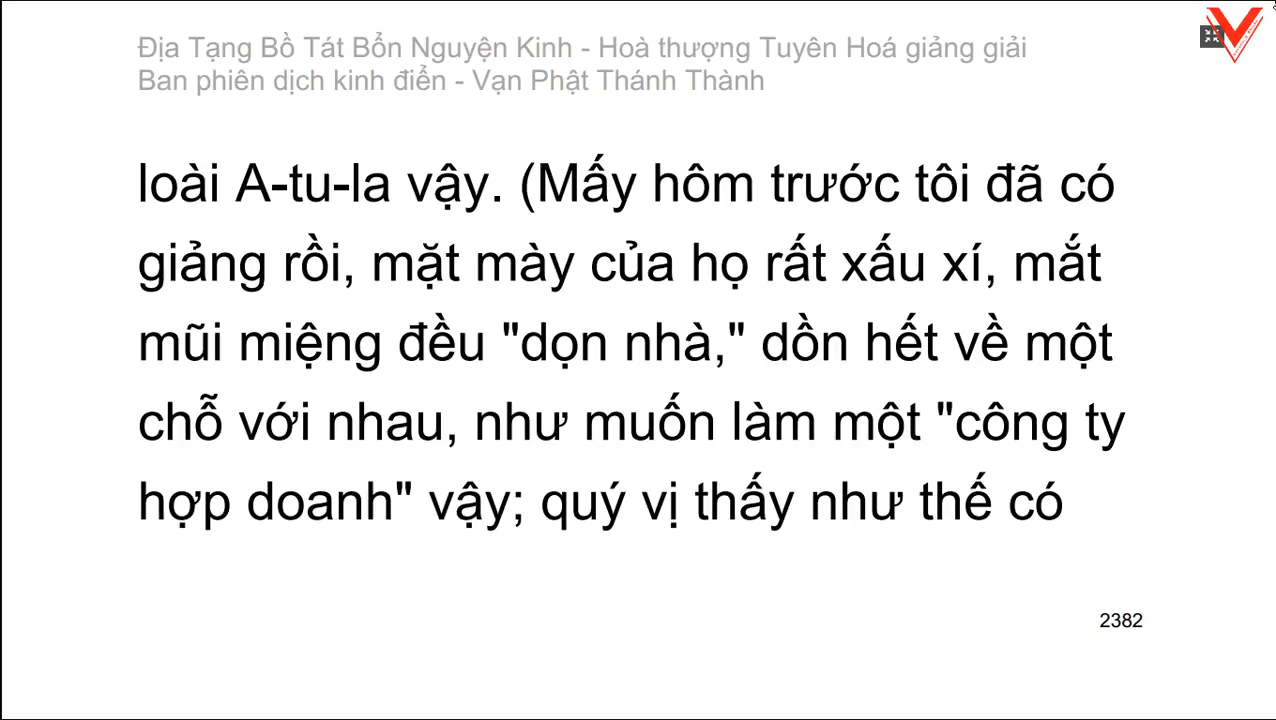 Địa Tạng Bồ Tát Bổn Nguyện Kinh - Hoà thượng Tuyên Hoá giảng giải
Ban phiên dịch kinh điển - Vạn Phật Thánh Thành
loài A-tu-la vậy. (Mấy hôm trước tôi đã có
giảng rồi, mặt mày của họ rất xấu xí, mắt
mũi miệng đều "dọn nhà," dồn hết về một
chỗ với nhau, như muốn làm một "công ty
hợp doanh" vậy; quý vị thấy như thế có
2382